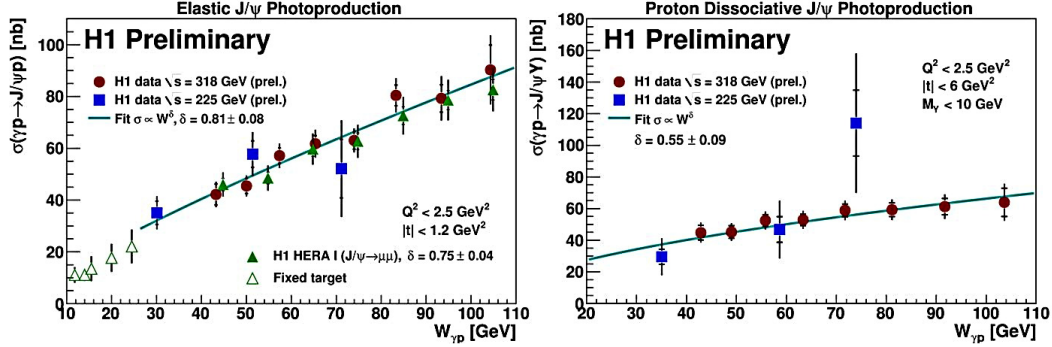 Elastic J/ψ Photoproduction
H1 Preliminary
H1 data √s = 318 GeV (prel.)
H1 data √s = 225 GeV (prel.)
Fit σ ∝ W^δ, δ = 0.81 ± 0.08
Q² < 2.5 GeV²
|t| < 1.2 GeV²
H1 HERA I (J/ψ→μμ), δ = 0.75 ± 0.04
Fixed target
σ(γp→J/ψp) [nb]
0 20 40 60 80 100
10 20 30 40 50 60 70 80 90 100 110
W_γp [GeV]
Proton Dissociative J/ψ Photoproduction
H1 Preliminary
H1 data √s = 318 GeV (prel.)
H1 data √s = 225 GeV (prel.)
Fit σ ∝ W^δ
δ = 0.55 ± 0.09
Q² < 2.5 GeV²
|t| < 6 GeV²
M_Y < 10 GeV
σ(γp→J/ψY) [nb]
0 20 40 60 80 100 120 140 160 180
20 30 40 50 60 70 80 90 100 110
W_γp [GeV]